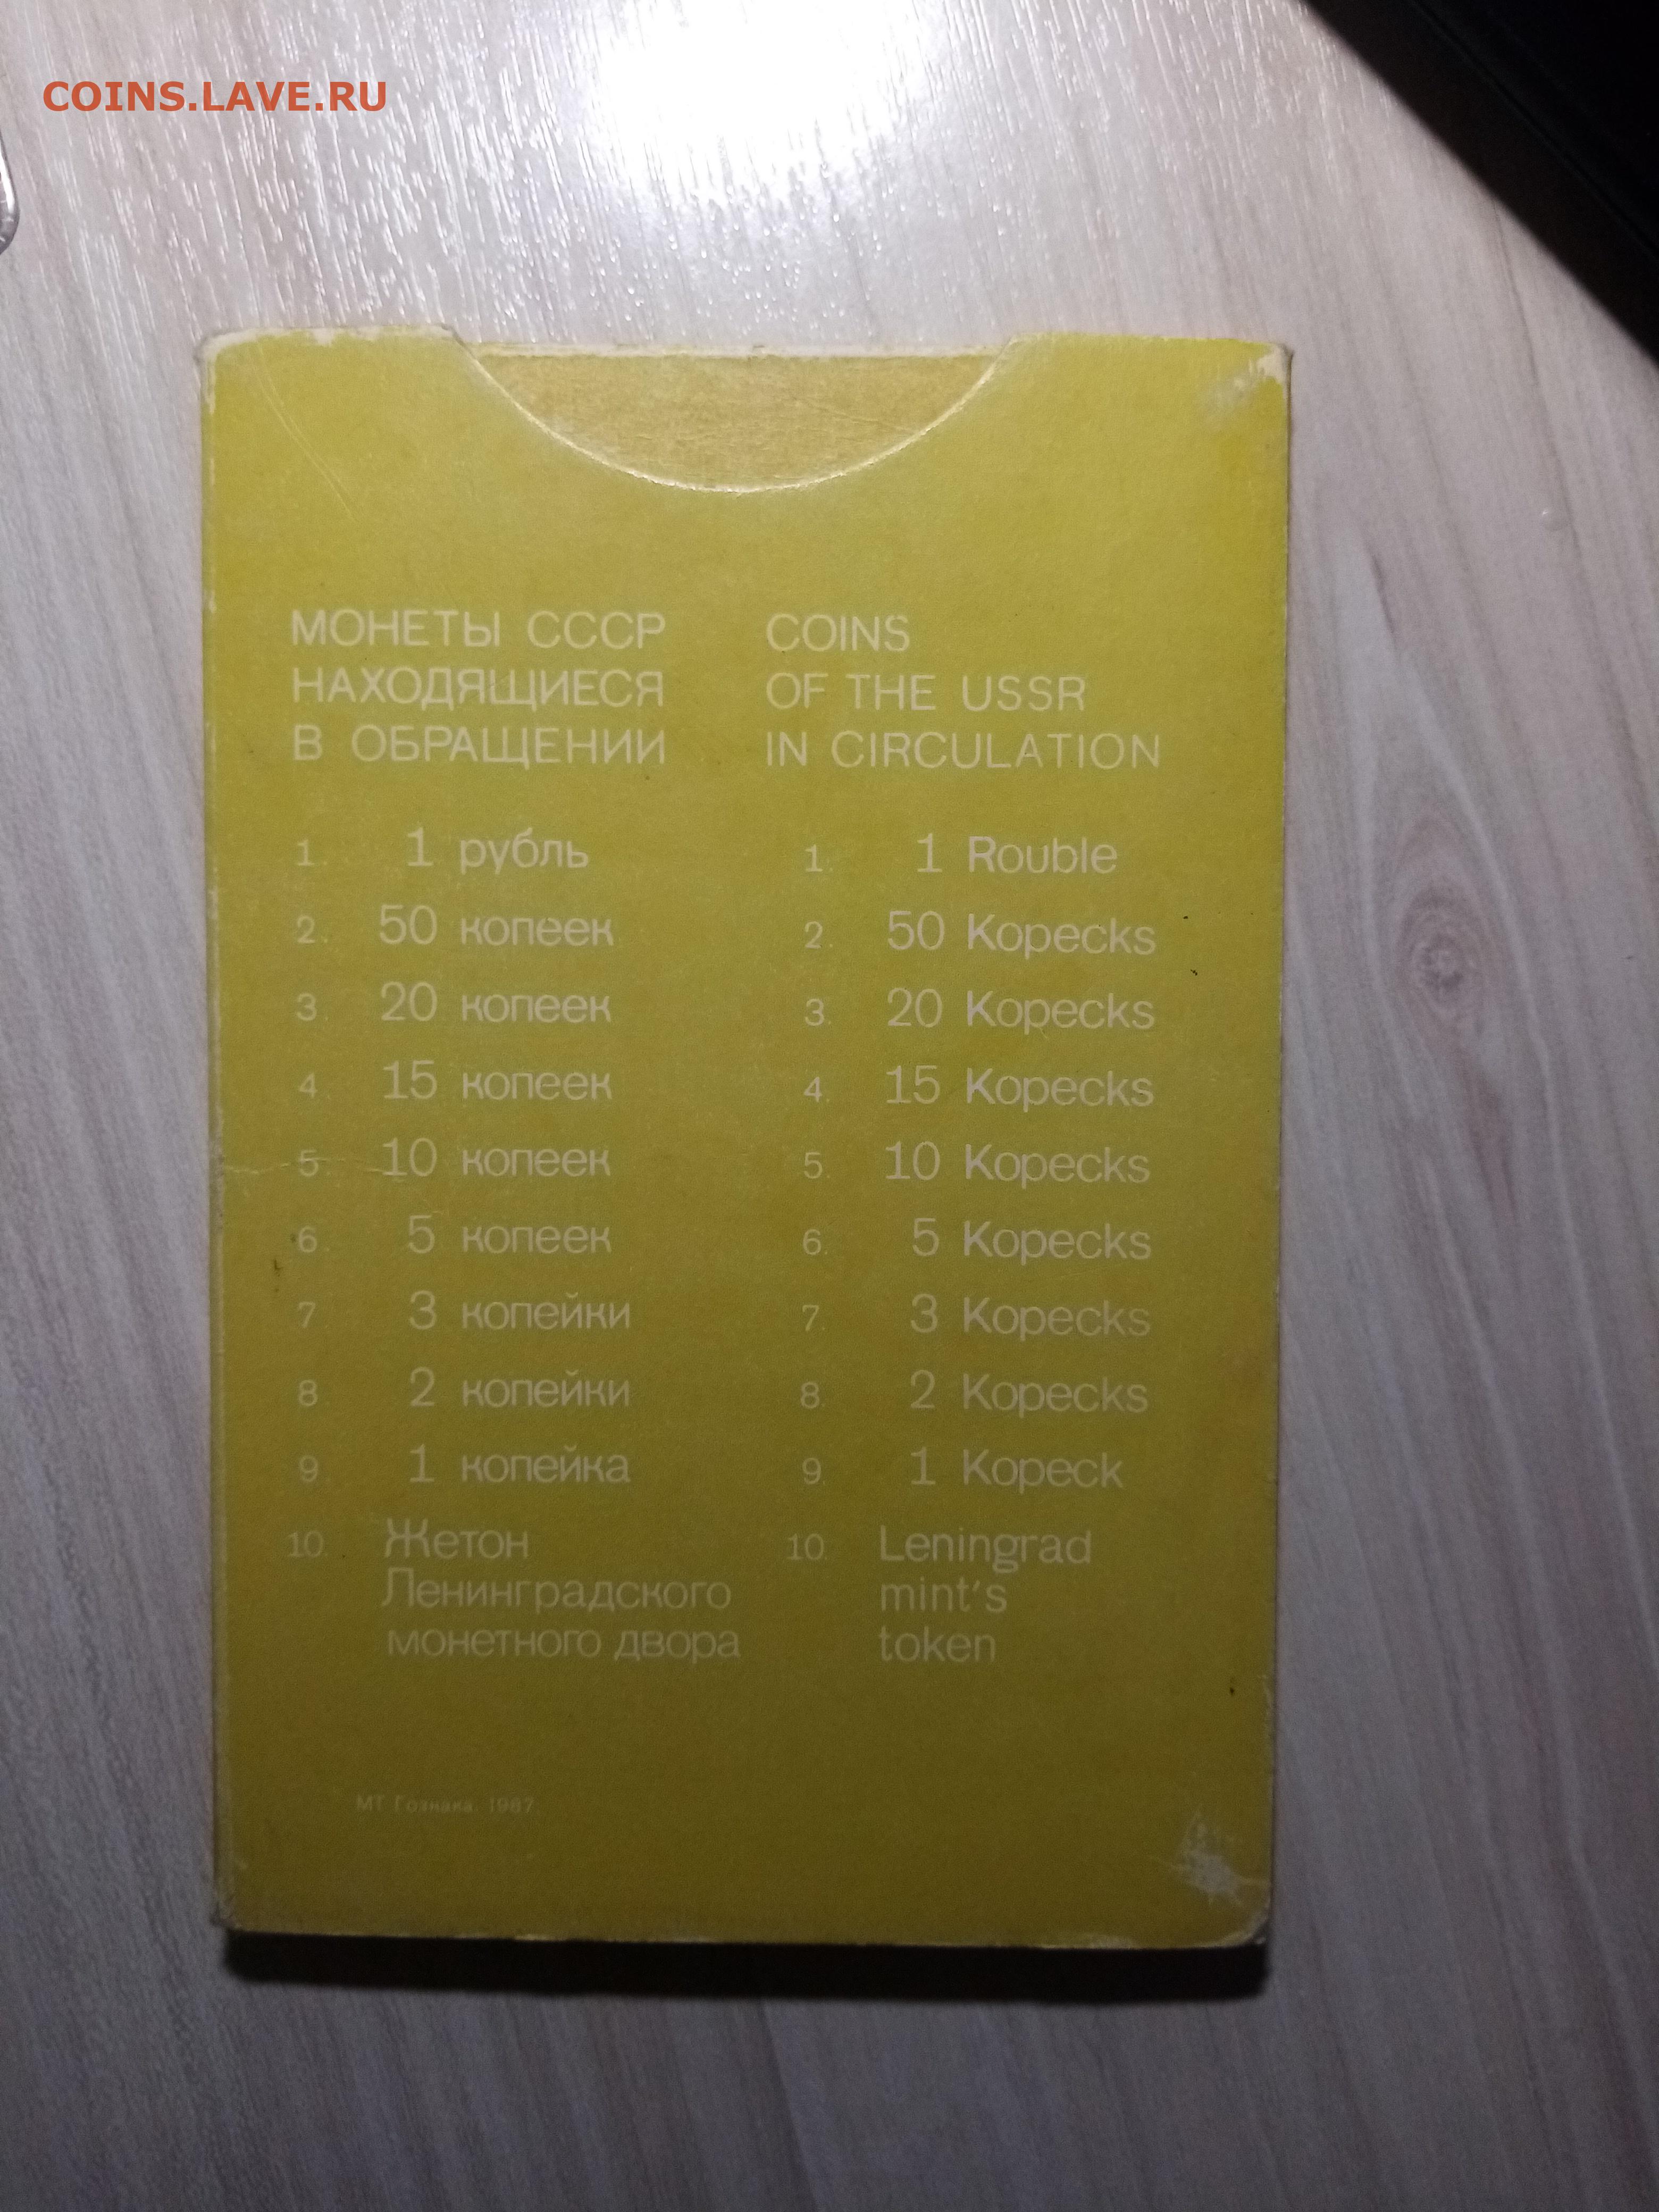 COINS.LAVE.RU
МОНЕТЫ СССР
НАХОДЯЩИЕСЯ
В ОБРАЩЕНИИ
1. 1 рубль
2. 50 копеек
3. 20 копеек
4 15 копеек
5. 10 копеек
6. 5 копеек
7 3 копейки
8 2 копейки
9. 1 копейка
10. Жетон
Ленинградского
монетного двора
COINS
OF THE USSR
IN CIRCULATION
1. 1 Rouble
2. 50 Kopecks
3. 20 Kopecks
4. 15 Kopecks
5. 10 Kopecks
6. 5 Kopecks
7. 3 Kopecks
8. 2 Kopecks
9. 1 Kopeck
10. Leningrad
mint's
token
МТ Гознака. 1987.